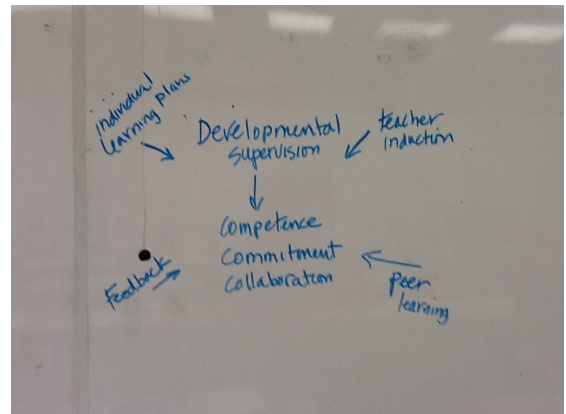 individual
learning plans
Developmental
supervision
teacher
induction
competence
commitment
collaboration
Feedback
peer
learning